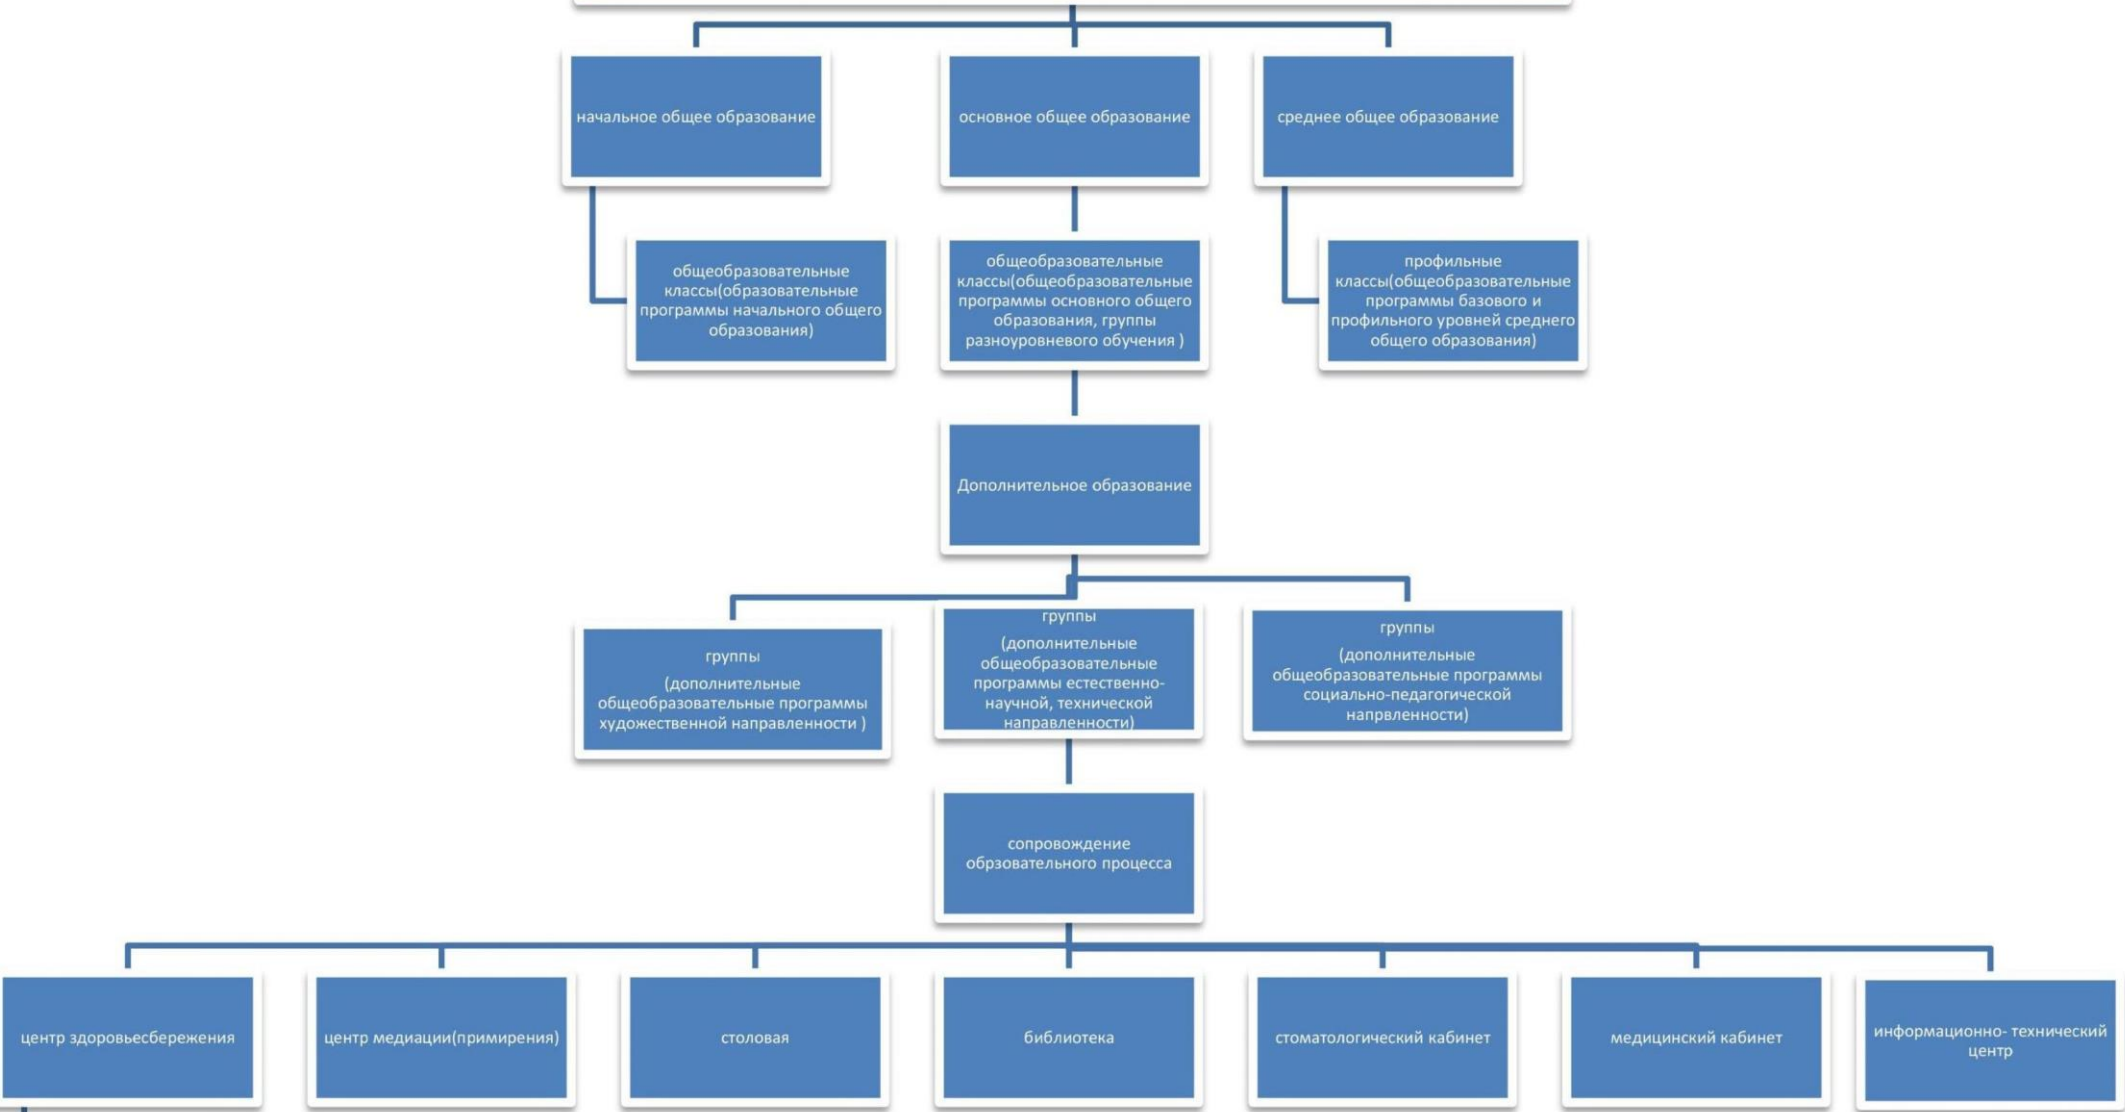 начальное общее образование
основное общее образование
среднее общее образование
общеобразовательные
классы(образовательные
программы начального общего
образования)
общеобразовательные
классы(общеобразовательные
программы основного общего
образования, группы
разноуровневого обучения )
профильные
классы(общеобразовательные
программы базового и
профильного уровней среднего
общего образования)
Дополнительное образование
группы
(дополнительные
общеобразовательные программы
художественной направленности )
группы
(дополнительные
общеобразовательные
программы естественно-
научной, технической
направленности)
группы
(дополнительные
общеобразовательные программы
социально-педагогической
напрвленности)
сопровождение
обрзовательного процесса
центр здоровьесбережения
центр медиации(примирения)
столовая
библиотека
стоматологический кабинет
медицинский кабинет
информационно- технический
центр